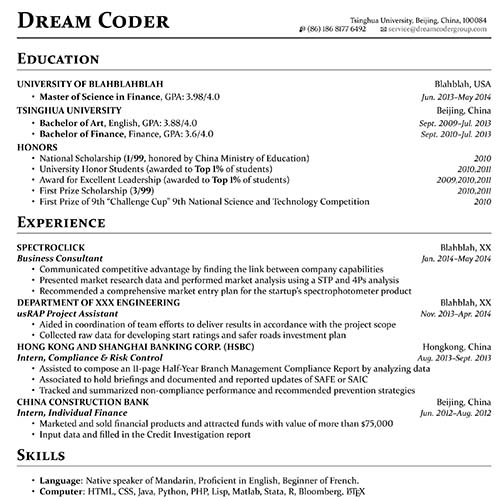 DREAM CODER
Tsinghua University, Beijing, China, 100084
(86) 186 8177 6492
service@dreamcodergroup.com
EDUCATION
UNIVERSITY OF BLAHBLAHBLAH Blahblah, USA
• Master of Science in Finance, GPA: 3.98/4.0 Jun. 2013–May 2014
TSINGHUA UNIVERSITY Beijing, China
• Bachelor of Art, English, GPA: 3.88/4.0 Sept. 2009–Jul. 2013
• Bachelor of Finance, Finance, GPA: 3.6/4.0 Sept. 2010–Jul. 2013
HONORS
• National Scholarship (1/99, honored by China Ministry of Education) 2010
• University Honor Students (awarded to Top 1% of students) 2010,2011
• Award for Excellent Leadership (awarded to Top 1% of students) 2009,2010,2011
• First Prize Scholarship (3/99) 2010,2011
• First Prize of 9th "Challenge Cup" 9th National Science and Technology Competition 2010
EXPERIENCE
SPECTROCLICK Blahblah, XX
Business Consultant Jan. 2014–May 2014
• Communicated competitive advantage by finding the link between company capabilities
• Presented market research data and performed market analysis using a STP and 4Ps analysis
• Recommended a comprehensive market entry plan for the startup's spectrophotometer product
DEPARTMENT OF XXX ENGINEERING Blahblah, XX
usRAP Project Assistant Nov. 2013–Apr. 2014
• Aided in coordination of team efforts to deliver results in accordance with the project scope
• Collected raw data for developing start ratings and safer roads investment plan
HONG KONG AND SHANGHAI BANKING CORP. (HSBC) Hongkong, China
Intern, Compliance & Risk Control Aug. 2013–Sept. 2013
• Assisted to compose an 11-page Half-Year Branch Management Compliance Report by analyzing data
• Associated to hold briefings and documented and reported updates of SAFE or SAIC
• Tracked and summarized non-compliance performance and recommended prevention strategies
CHINA CONSTRUCTION BANK Beijing, China
Intern, Individual Finance Jun. 2012–Aug. 2012
• Marketed and sold financial products and attracted funds with value of more than $75,000
• Input data and filled in the Credit Investigation report
SKILLS
• Language: Native speaker of Mandarin, Proficient in English, Beginner of French.
• Computer: HTML, CSS, Java, Python, PHP, Lisp, Matlab, Stata, R, Bloomberg, LATEX